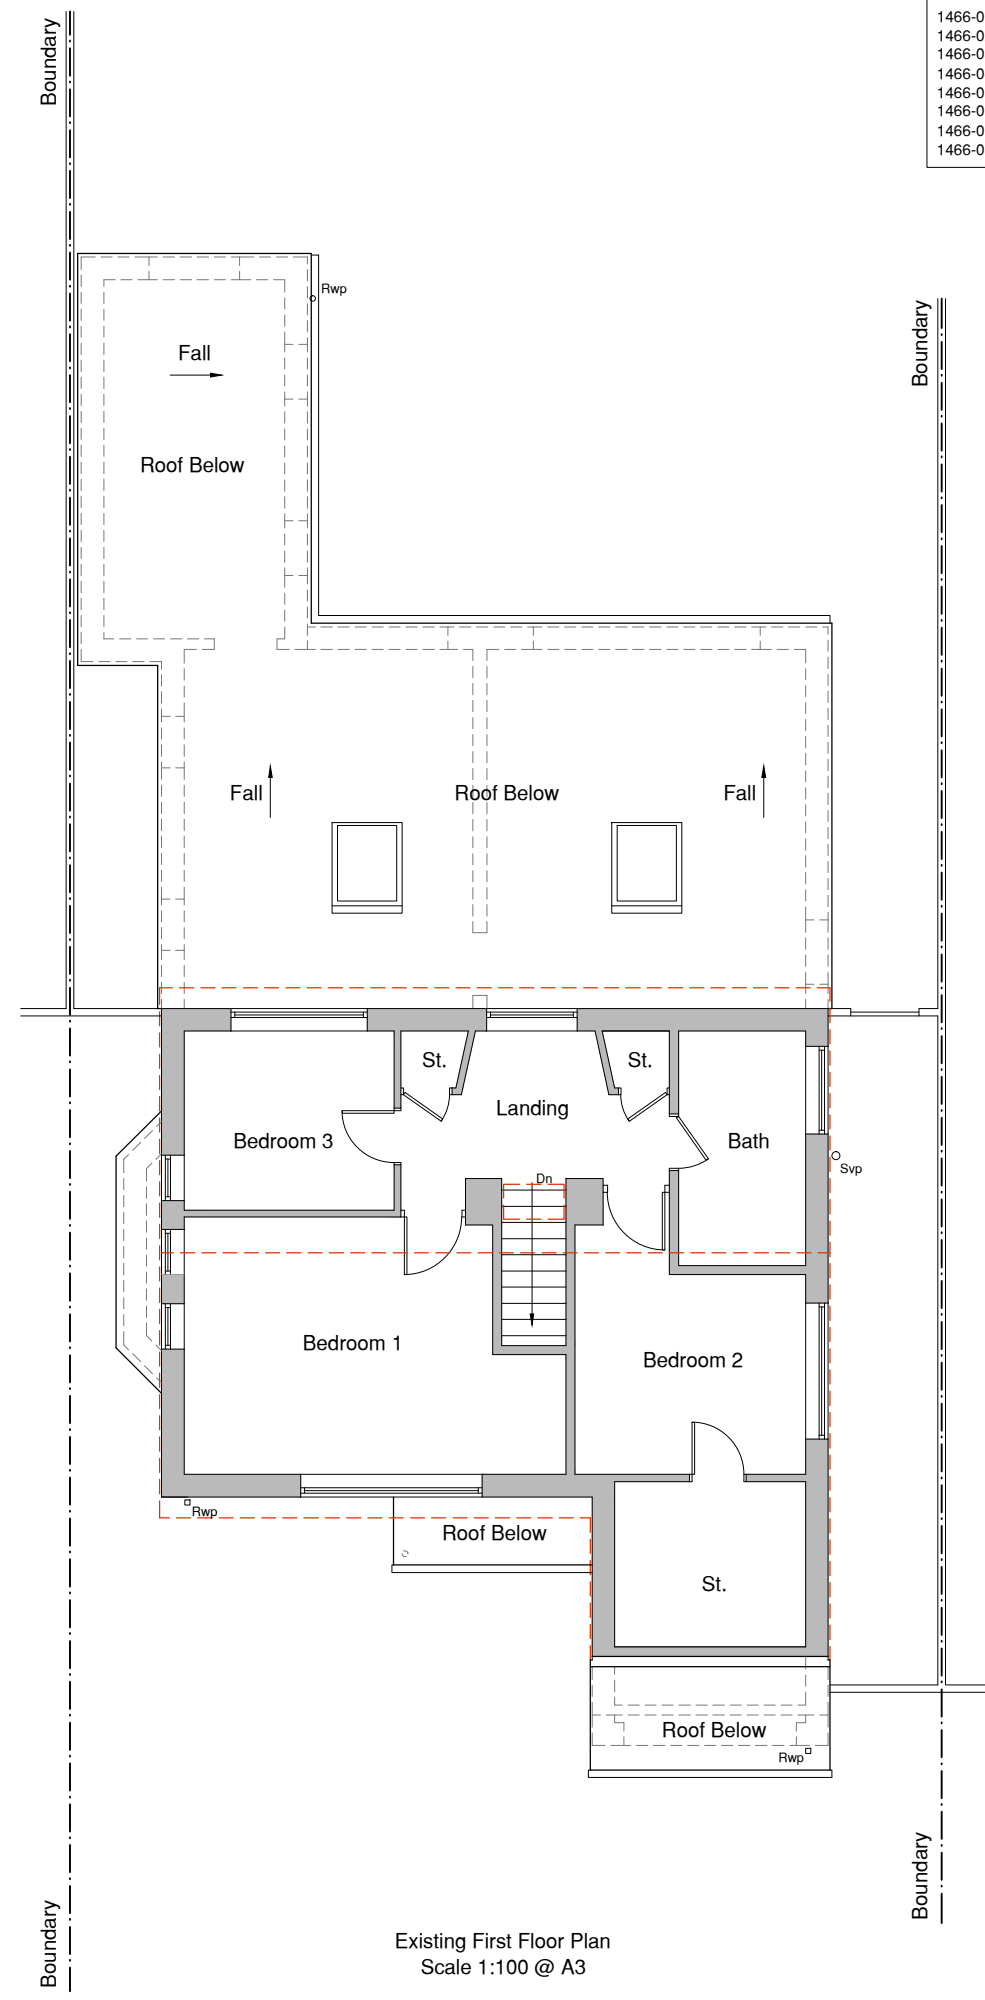 1466-0
1466-0
1466-0
1466-0
1466-0
1466-0
1466-0
1466-0
Boundary
Boundary
Rwp
Fall
Roof Below
Fall
Roof Below
Fall
St.
St.
Landing
Bedroom 3
Bath
Svp
Dn
Bedroom 1
Bedroom 2
Rwp
Roof Below
St.
Roof Below
Rwp
Boundary
Boundary
Existing First Floor Plan
Scale 1:100 @ A3